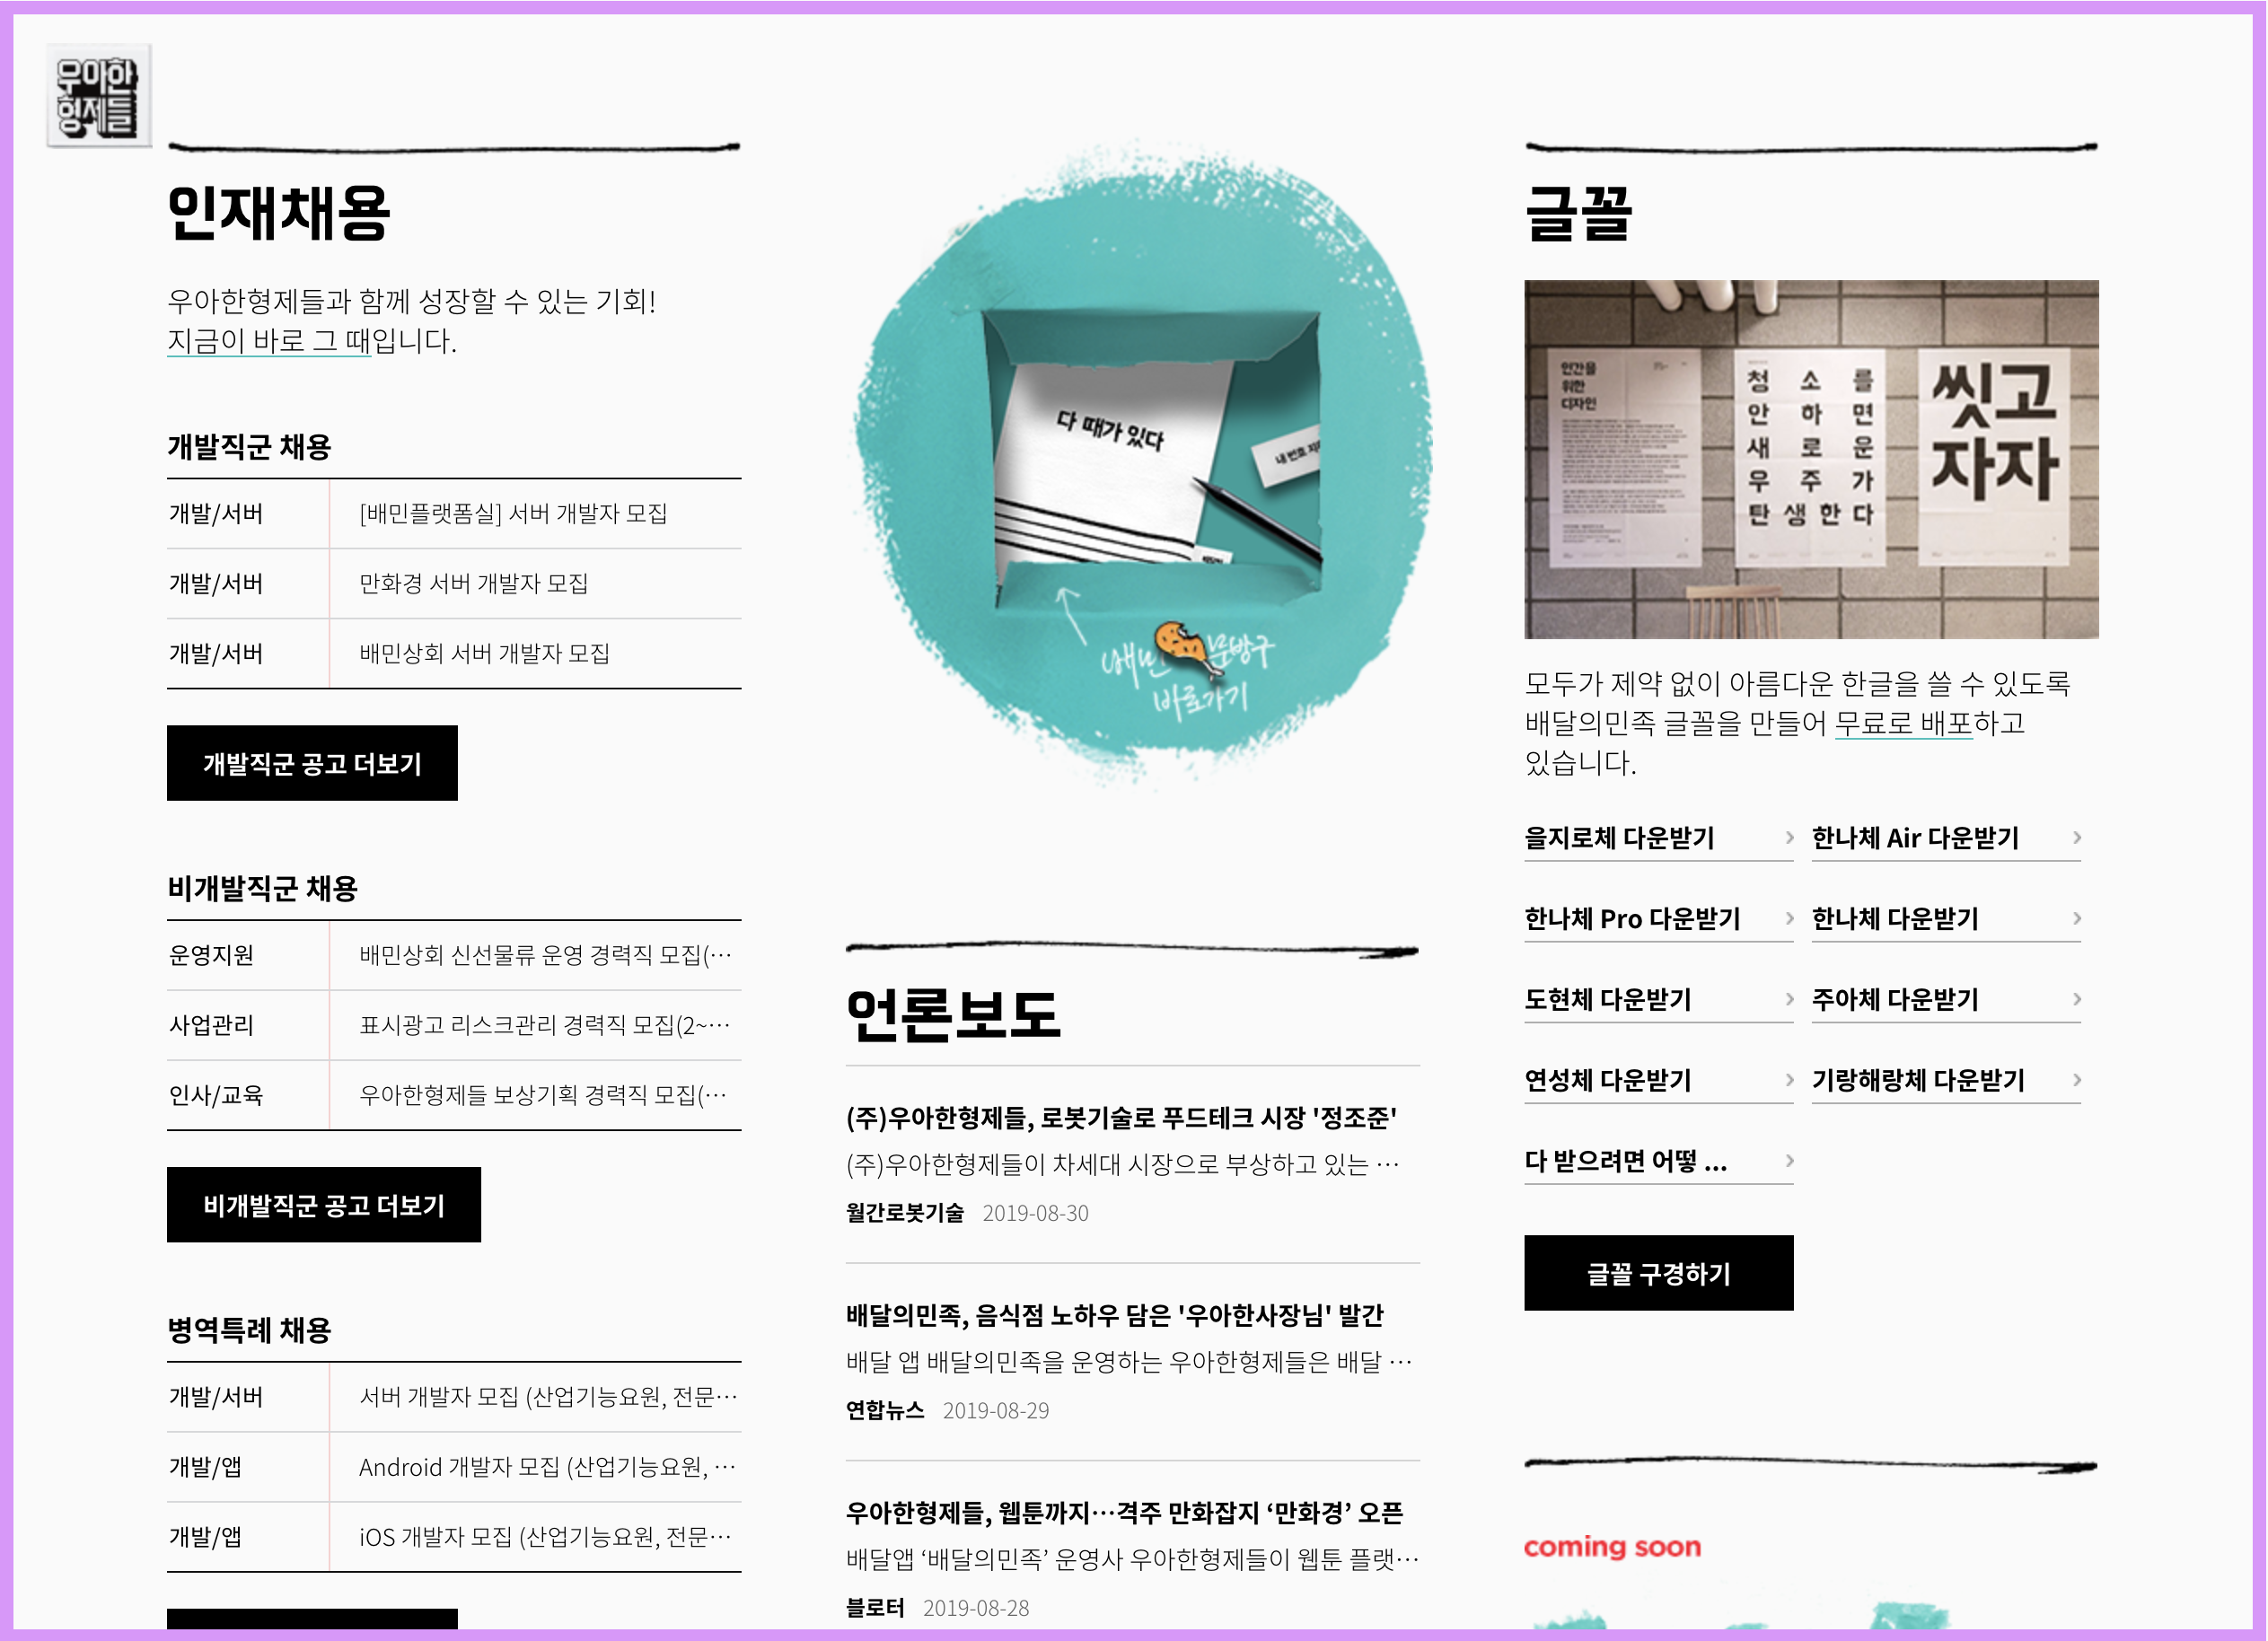 우아한
형제들
인재채용
우아한형제들과 함께 성장할 수 있는 기회!
지금이 바로 그 때입니다.
개발직군 채용
개발/서버 [배민플랫폼실] 서버 개발자 모집
개발/서버 만화경 서버 개발자 모집
개발/서버 배민상회 서버 개발자 모집
개발직군 공고 더보기
비개발직군 채용
운영지원 배민상회 신선물류 운영 경력직 모집(…
사업관리 표시광고 리스크관리 경력직 모집(2~…
인사/교육 우아한형제들 보상기획 경력직 모집(…
비개발직군 공고 더보기
병역특례 채용
개발/서버 서버 개발자 모집 (산업기능요원, 전문…
개발/앱 Android 개발자 모집 (산업기능요원, …
개발/앱 iOS 개발자 모집 (산업기능요원, 전문…
다 때가 있다
내 번호
배민 문방구
바로가기
언론보도
(주)우아한형제들, 로봇기술로 푸드테크 시장 '정조준'
(주)우아한형제들이 차세대 시장으로 부상하고 있는 …
월간로봇기술 2019-08-30
배달의민족, 음식점 노하우 담은 '우아한사장님' 발간
배달 앱 배달의민족을 운영하는 우아한형제들은 배달 …
연합뉴스 2019-08-29
우아한형제들, 웹툰까지…격주 만화잡지 ‘만화경’ 오픈
배달앱 ‘배달의민족’ 운영사 우아한형제들이 웹툰 플랫…
블로터 2019-08-28
글꼴
인간을
위한
디자인
청 소 를
안 하 면
새 로 운
우 주 가
탄 생 한 다
씻고
자자
모두가 제약 없이 아름다운 한글을 쓸 수 있도록
배달의민족 글꼴을 만들어 무료로 배포하고
있습니다.
을지로체 다운받기 한나체 Air 다운받기
한나체 Pro 다운받기 한나체 다운받기
도현체 다운받기 주아체 다운받기
연성체 다운받기 기랑해랑체 다운받기
다 받으려면 어떻 ...
글꼴 구경하기
coming soon